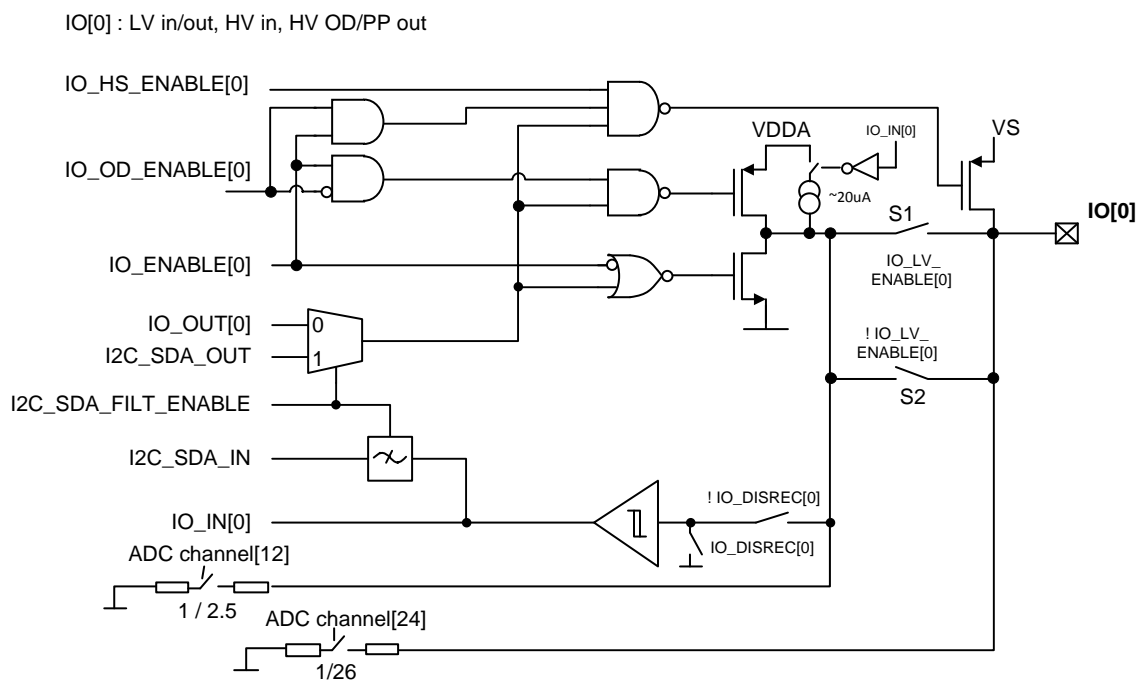 IO[0] : LV in/out, HV in, HV OD/PP out
IO_HS_ENABLE[0]
VDDA
IO_IN[0]
VS
IO_OD_ENABLE[0]
~20uA
S1
IO[0]
IO_ENABLE[0]
IO_LV_
ENABLE[0]
IO_OUT[0]
0
! IO_LV_
ENABLE[0]
I2C_SDA_OUT
1
S2
I2C_SDA_FILT_ENABLE
I2C_SDA_IN
! IO_DISREC[0]
IO_IN[0]
IO_DISREC[0]
ADC channel[12]
1 / 2.5
ADC channel[24]
1/26